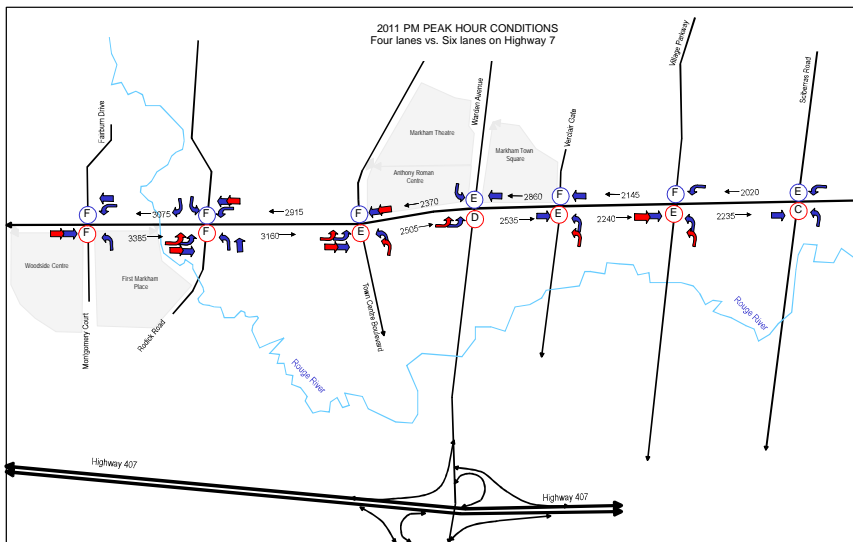 2011 PM PEAK HOUR CONDITIONS
Four lanes vs. Six lanes on Highway 7
Village Parkway
Sciberras Road
Warden Avenue
Fairburn Drive
Verclair Gate
Markham Theatre
Markham Town
Square
Anthony Roman
Centre
F
3075
F
2915
F
2370
E
2860
F
2145
F
2020
E
F
3385
F
3160
E
2505
D
2535
E
2240
E
2235
C
Woodside Centre
First Markham
Place
Montgomery Court
Rodick Road
Town Centre Boulevard
Rouge River
Rouge River
Highway 407
Highway 407